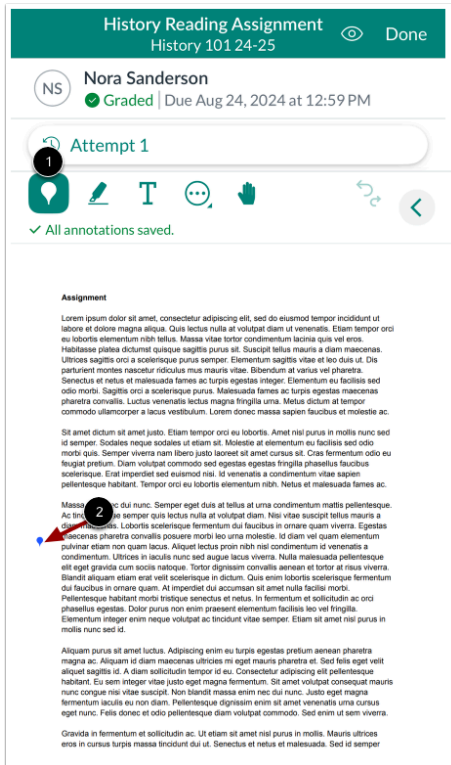 History Reading Assignment
History 101 24-25
Done
NS
Nora Sanderson
Graded | Due Aug 24, 2024 at 12:59 PM
Attempt 1
1
T
All annotations saved.
Assignment
Lorem ipsum dolor sit amet, consectetur adipiscing elit, sed do eiusmod tempor incididunt ut
labore et dolore magna aliqua. Quis lectus nulla at volutpat diam ut venenatis. Etiam tempor orci
eu lobortis elementum nibh tellus. Massa vitae tortor condimentum lacinia quis vel eros.
Habitasse platea dictumst quisque sagittis purus sit. Suscipit tellus mauris a diam maecenas.
Ultrices sagittis orci a scelerisque purus semper. Elementum sagittis vitae et leo duis ut. Dis
parturient montes nascetur ridiculus mus mauris vitae. Bibendum at varius vel pharetra.
Senectus et netus et malesuada fames ac turpis egestas integer. Elementum eu facilisis sed
odio morbi. Sagittis orci a scelerisque purus. Malesuada fames ac turpis egestas maecenas
pharetra convallis. Luctus venenatis lectus magna fringilla urna. Metus dictum at tempor
commodo ullamcorper a lacus vestibulum. Lorem donec massa sapien faucibus et molestie ac.
Sit amet dictum sit amet justo. Etiam tempor orci eu lobortis. Amet nisl purus in mollis nunc sed
id semper. Sodales neque sodales ut etiam sit. Molestie at elementum eu facilisis sed odio
morbi quis. Semper viverra nam libero justo laoreet sit amet cursus sit. Cras fermentum odio eu
feugiat pretium. Diam volutpat commodo sed egestas egestas fringilla phasellus faucibus
scelerisque. Erat imperdiet sed euismod nisi. Id venenatis a condimentum vitae sapien
pellentesque habitant. Tempor orci eu lobortis elementum nibh. Netus et malesuada fames ac.
Massa nec dui nunc. Semper eget duis at tellus at urna condimentum mattis pellentesque.
2
Ac tin semper quis lectus nulla at volutpat diam. Nisi vitae suscipit tellus mauris a
diam maecenas. Lobortis scelerisque fermentum dui faucibus in ornare quam viverra. Egestas
maecenas pharetra convallis posuere morbi leo urna molestie. Id diam vel quam elementum
pulvinar etiam non quam lacus. Aliquet lectus proin nibh nisl condimentum id venenatis a
condimentum. Ultrices in iaculis nunc sed augue lacus viverra. Nulla malesuada pellentesque
elit eget gravida cum sociis natoque. Tortor dignissim convallis aenean et tortor at risus viverra.
Blandit aliquam etiam erat velit scelerisque in dictum. Quis enim lobortis scelerisque fermentum
dui faucibus in ornare quam. At imperdiet dui accumsan sit amet nulla facilisi morbi.
Pellentesque habitant morbi tristique senectus et netus. In fermentum et sollicitudin ac orci
phasellus egestas. Dolor purus non enim praesent elementum facilisis leo vel fringilla.
Elementum integer enim neque volutpat ac tincidunt vitae semper. Etiam sit amet nisl purus in
mollis nunc sed id.
Aliquam purus sit amet luctus. Adipiscing enim eu turpis egestas pretium aenean pharetra
magna ac. Aliquam id diam maecenas ultricies mi eget mauris pharetra et. Sed felis eget velit
aliquet sagittis id. A diam sollicitudin tempor id eu. Consectetur adipiscing elit pellentesque
habitant. Eu sem integer vitae justo eget magna fermentum. Sit amet volutpat consequat mauris
nunc congue nisi vitae suscipit. Non blandit massa enim nec dui nunc. Justo eget magna
fermentum iaculis eu non diam. Pellentesque dignissim enim sit amet venenatis urna cursus
eget nunc. Felis donec et odio pellentesque diam volutpat commodo. Sed enim ut sem viverra.
Gravida in fermentum et sollicitudin ac. Ut etiam sit amet nisl purus in mollis. Mauris ultrices
eros in cursus turpis massa tincidunt dui ut. Senectus et netus et malesuada. Sed id semper